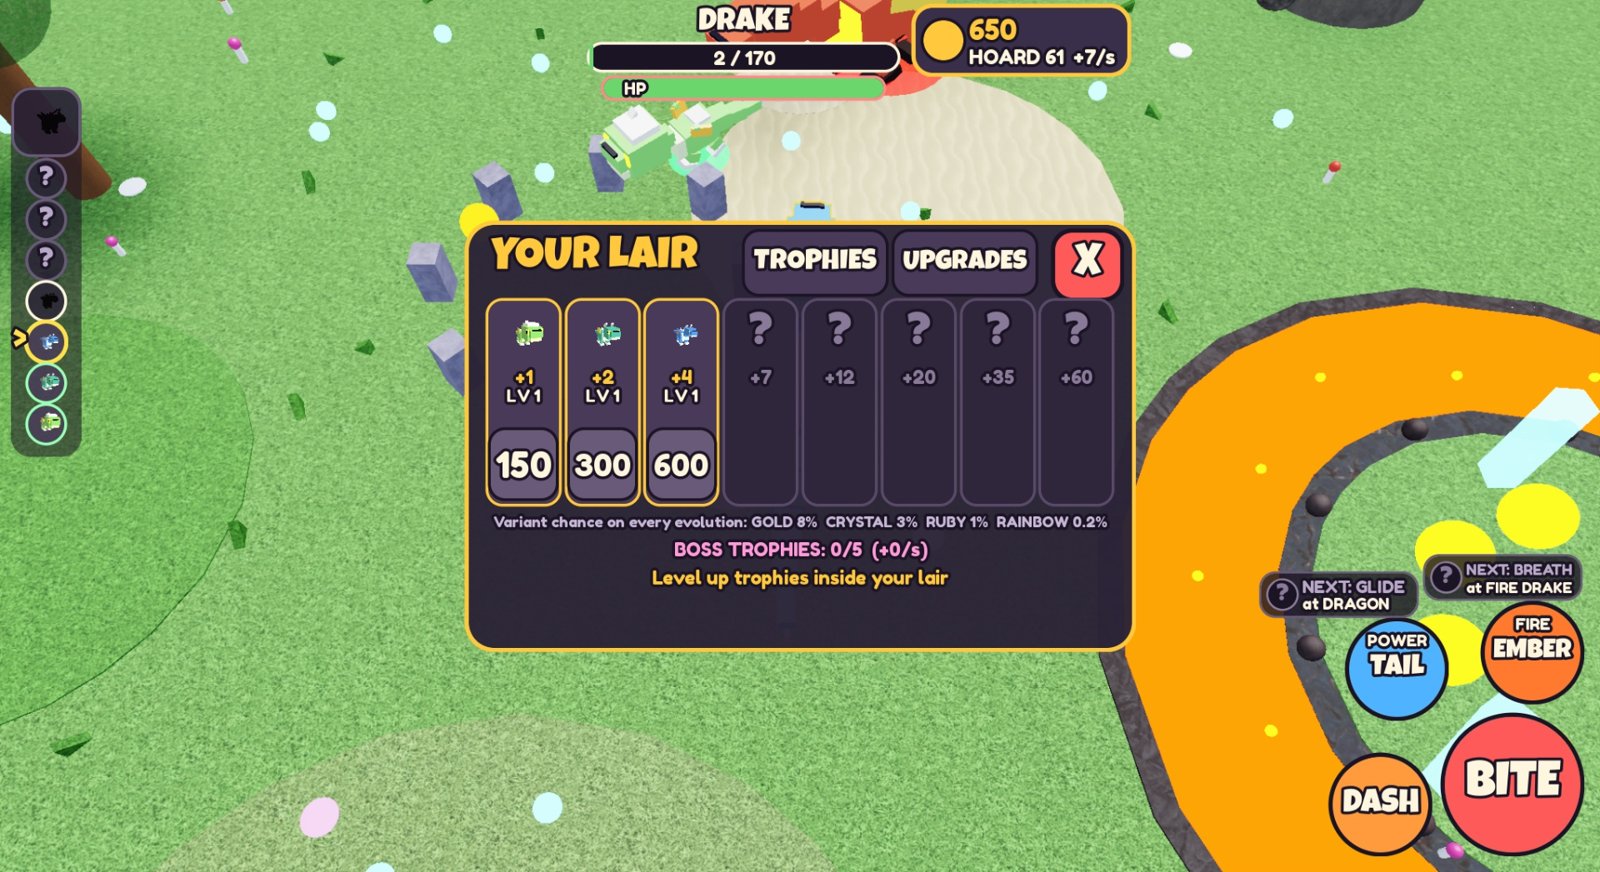 DRAKE
2 / 170
HP
650
HOARD 61 +7/s
?
?
?
>
YOUR LAIR
TROPHIES
UPGRADES
X
+1
LV 1
150
+2
LV 1
300
+4
LV 1
600
?
+7
?
+12
?
+20
?
+35
?
+60
Variant chance on every evolution: GOLD 8% CRYSTAL 3% RUBY 1% RAINBOW 0.2%
BOSS TROPHIES: 0/5 (+0/s)
Level up trophies inside your lair
? NEXT: GLIDE
at DRAGON
? NEXT: BREATH
at FIRE DRAKE
POWER
TAIL
FIRE
EMBER
DASH
BITE